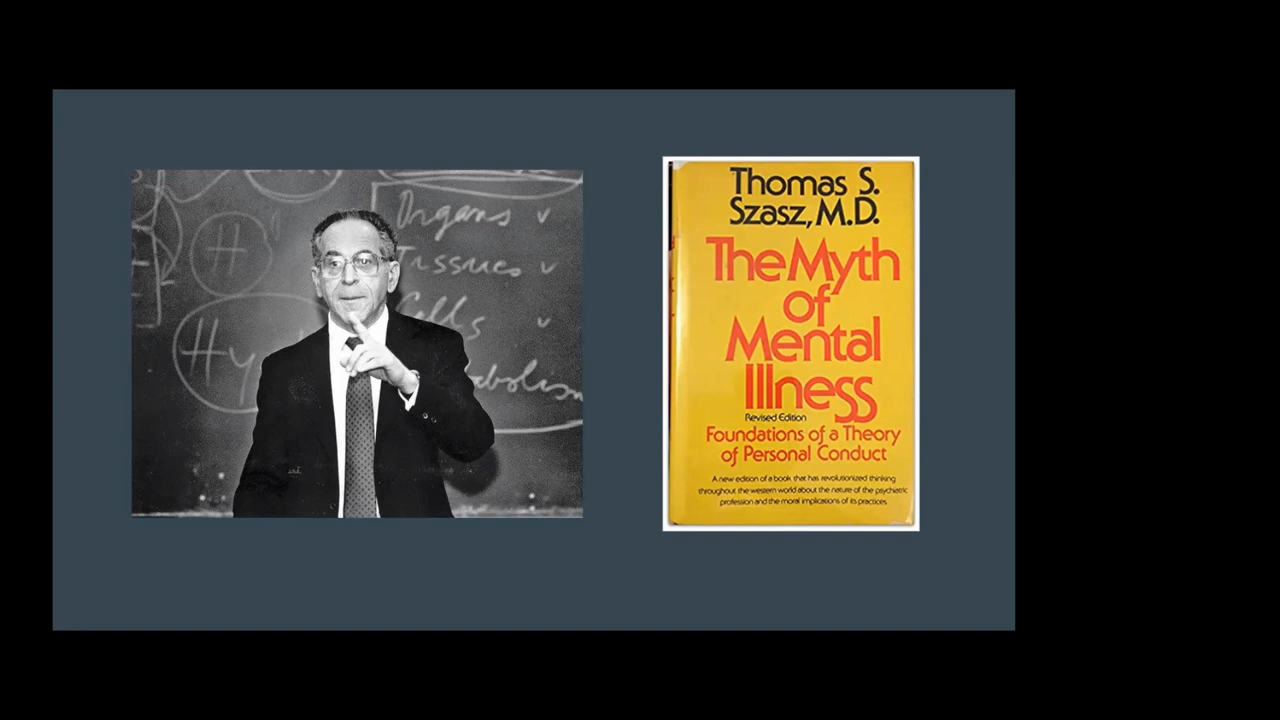 Organs v
Tissues v
Cells v
H
Hy
Thomas S.
Szasz, M.D.
The Myth
of
Mental
Illness
Revised Edition
Foundations of a Theory
of Personal Conduct
A new edition of a book that has revolutionized thinking
throughout the western world about the nature of the psychiatric
profession and the moral implications of its practices.